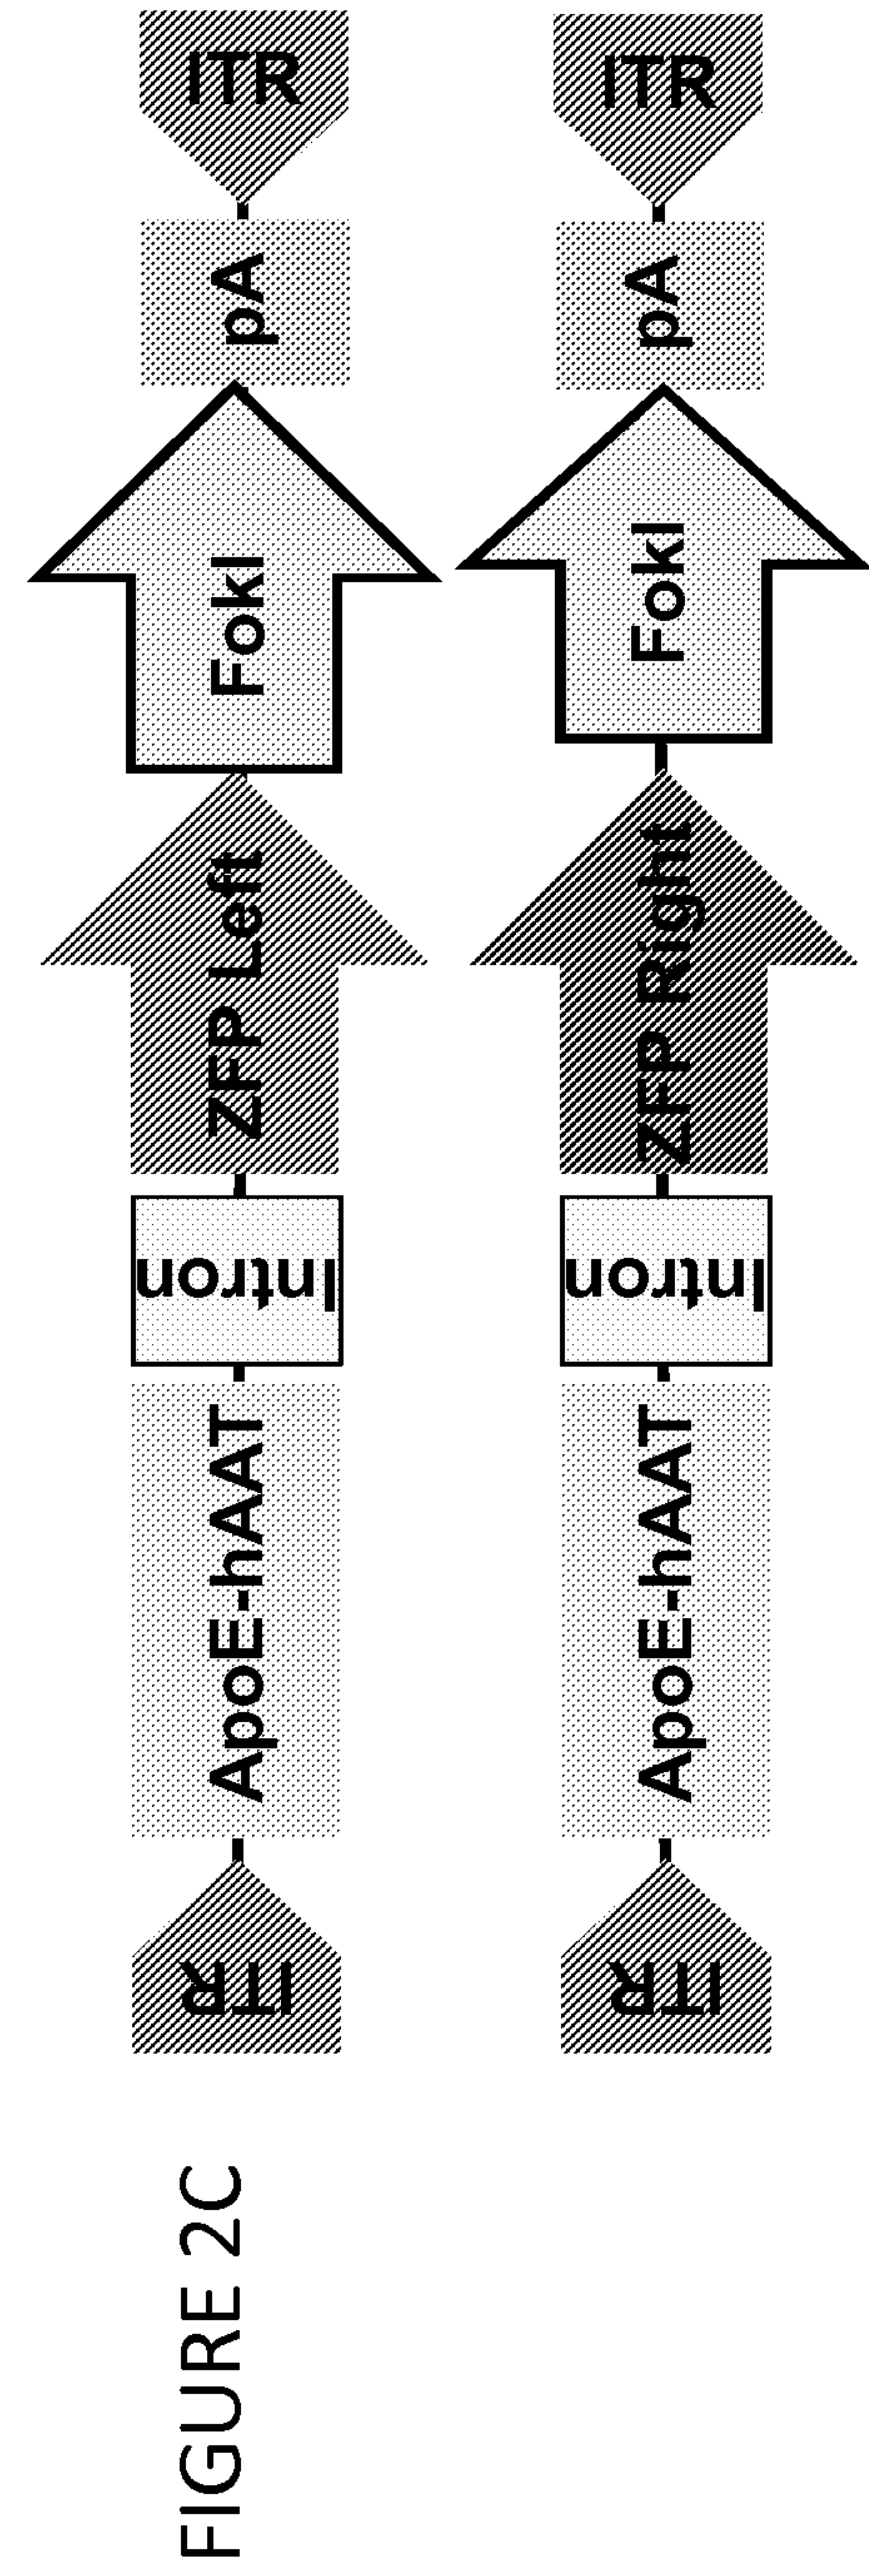 FIGURE 2C
ITR
ApoE-hAAT
Intron
ZFP Left
FokI
pA
ITR
ITR
ApoE-hAAT
Intron
ZFP Right
FokI
pA
ITR